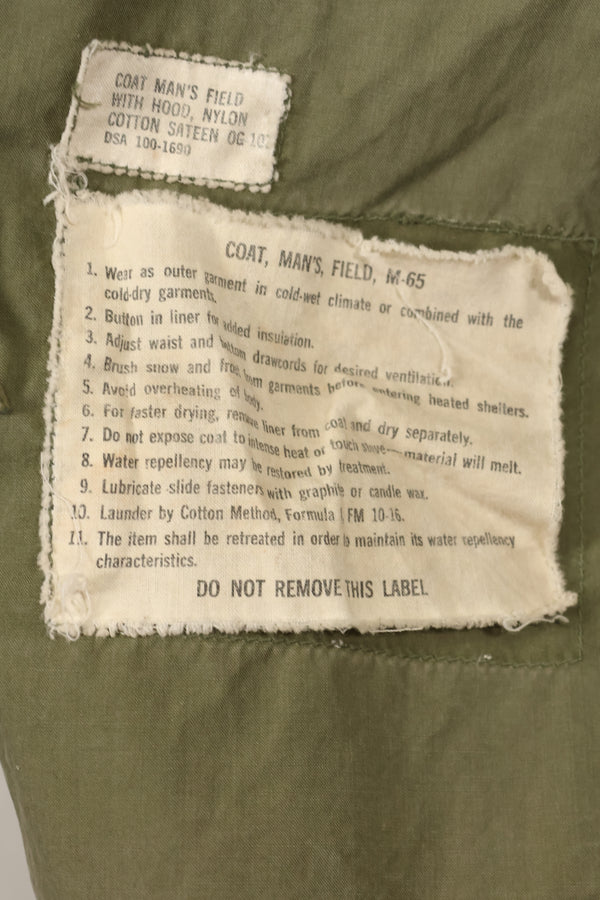 COAT MAN'S FIELD
WITH HOOD, NYLON
COTTON SATEEN OG-107
DSA 100-1690
COAT, MAN'S, FIELD, M-65
1. Wear as outer garment in cold-wet climate or combined with the
cold-dry garments.
2. Button in liner for added insulation.
3. Adjust waist and bottom drawcords for desired ventilation.
4. Brush snow and frost from garments before entering heated shelters.
5. Avoid overheating of body.
6. For faster drying, remove liner from coat and dry separately.
7. Do not expose coat to intense heat or touch stove—material will melt.
8. Water repellency may be restored by treatment.
9. Lubricate slide fasteners with graphite or candle wax.
10. Launder by Cotton Method, Formula I FM 10-16.
11. The item shall be retreated in order to maintain its water repellency
characteristics.
DO NOT REMOVE THIS LABEL